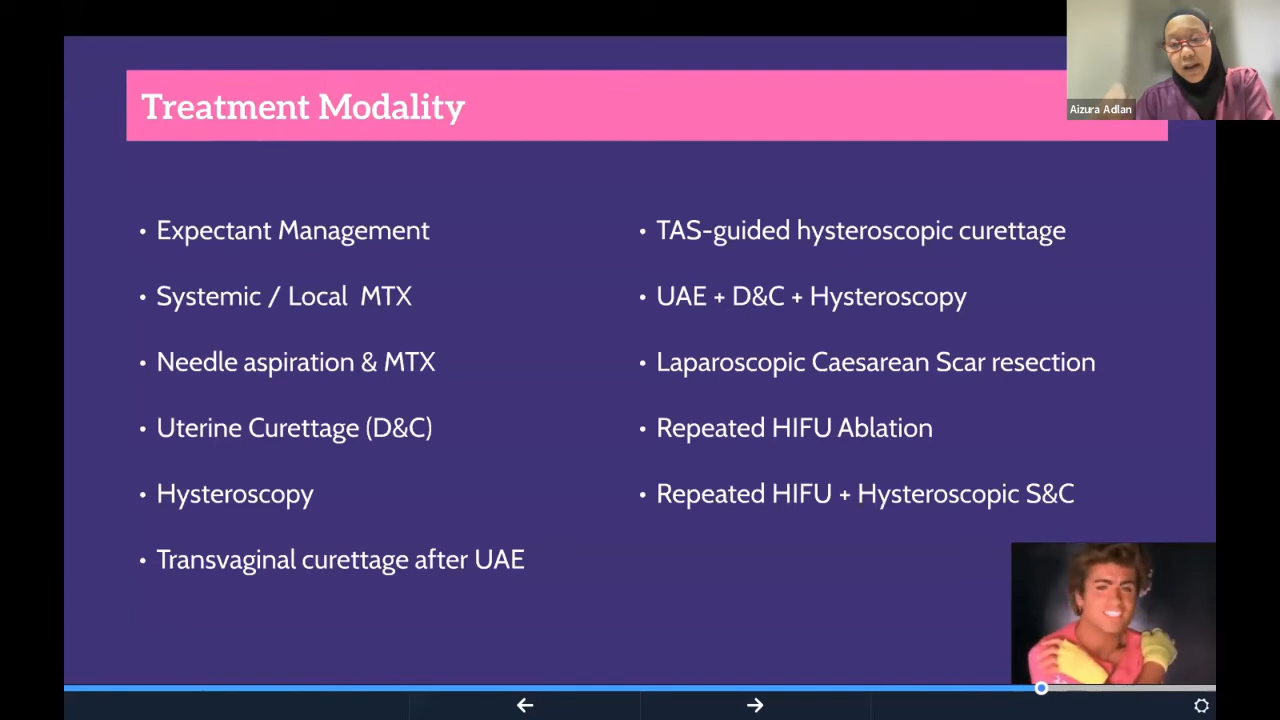 Treatment Modality
Aizura Adlan
• Expectant Management
• Systemic / Local MTX
• Needle aspiration & MTX
• Uterine Curettage (D&C)
• Hysteroscopy
• Transvaginal curettage after UAE
• TAS-guided hysteroscopic curettage
• UAE + D&C + Hysteroscopy
• Laparoscopic Caesarean Scar resection
• Repeated HIFU Ablation
• Repeated HIFU + Hysteroscopic S&C